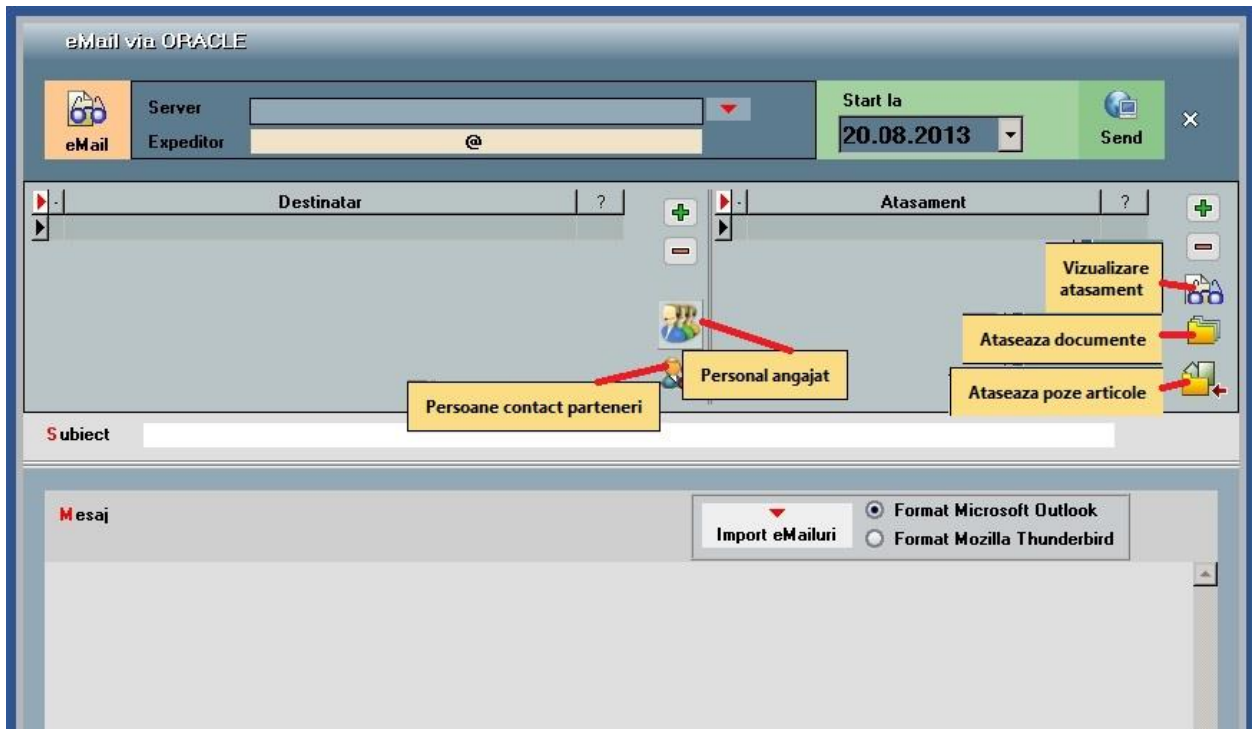 eMail via ORACLE
eMail
Server
Expeditor
@
Start la
20.08.2013
Send
Destinatar
?
Atasament
?
Vizualizare
atasament
Ataseaza documente
Personal angajat
Ataseaza poze articole
Persoane contact parteneri
Subiect
Mesaj
Import eMailuri
Format Microsoft Outlook
Format Mozilla Thunderbird